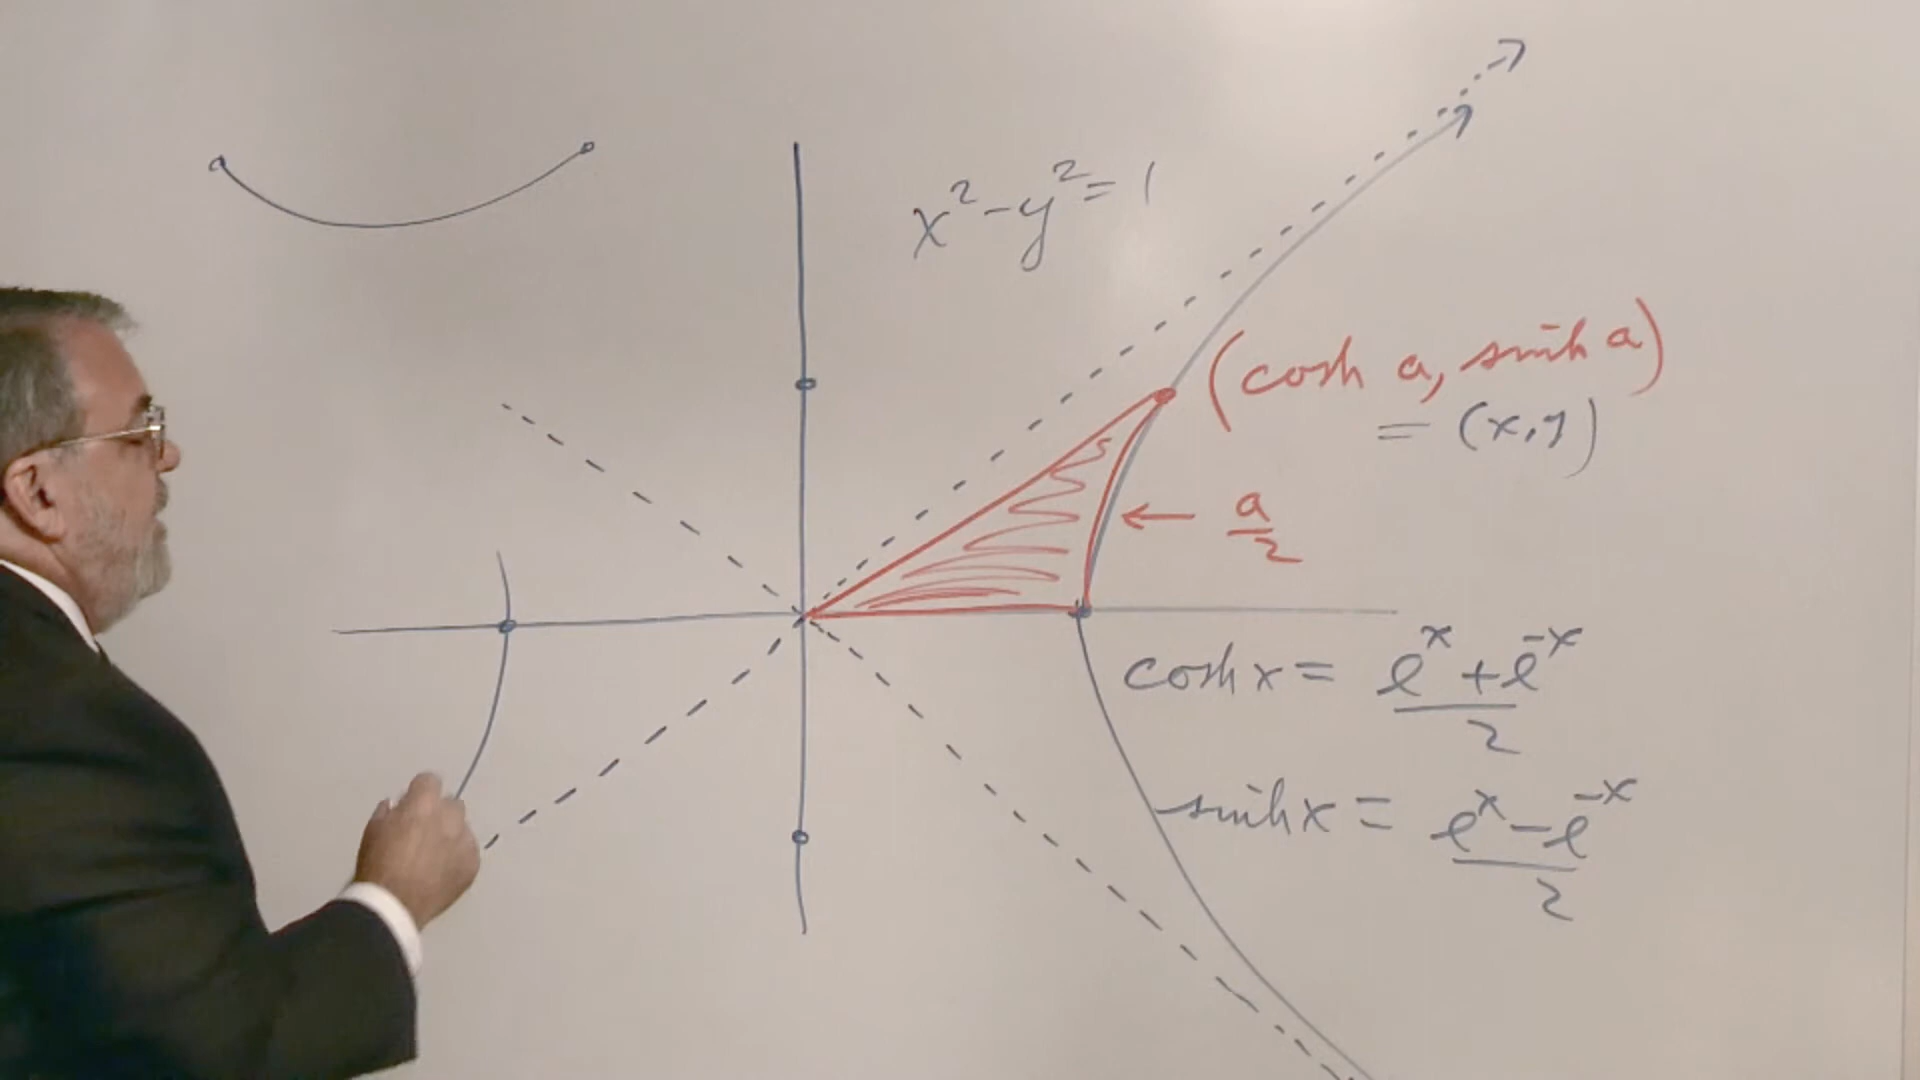 x² - y² = 1
(cosh a, sinh a)
= (x, y)
← a/2
cosh x = (e^x + e^-x)/2
sinh x = (e^x - e^-x)/2